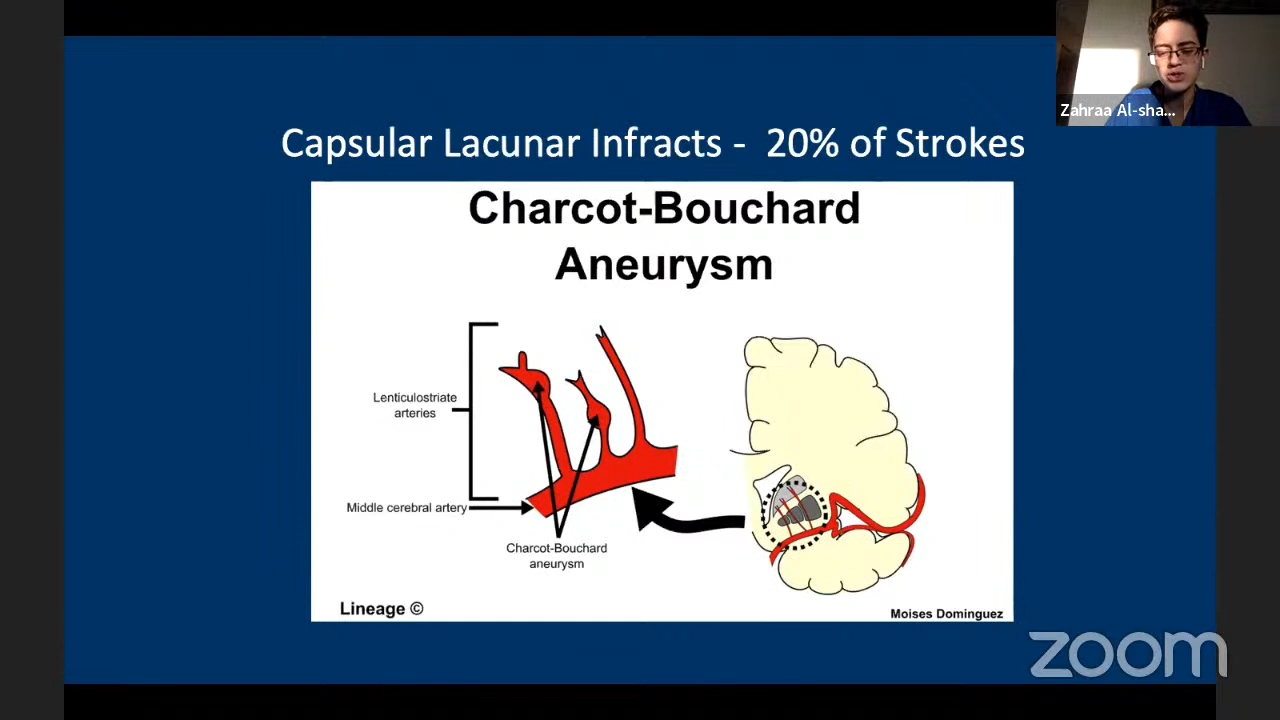 Zahraa Al-sha...
Capsular Lacunar Infracts - 20% of Strokes
Charcot-Bouchard
Aneurysm
Lenticulostriate
arteries
Middle cerebral artery
Charcot-Bouchard
aneurysm
Lineage ©
Moises Dominguez
zoom